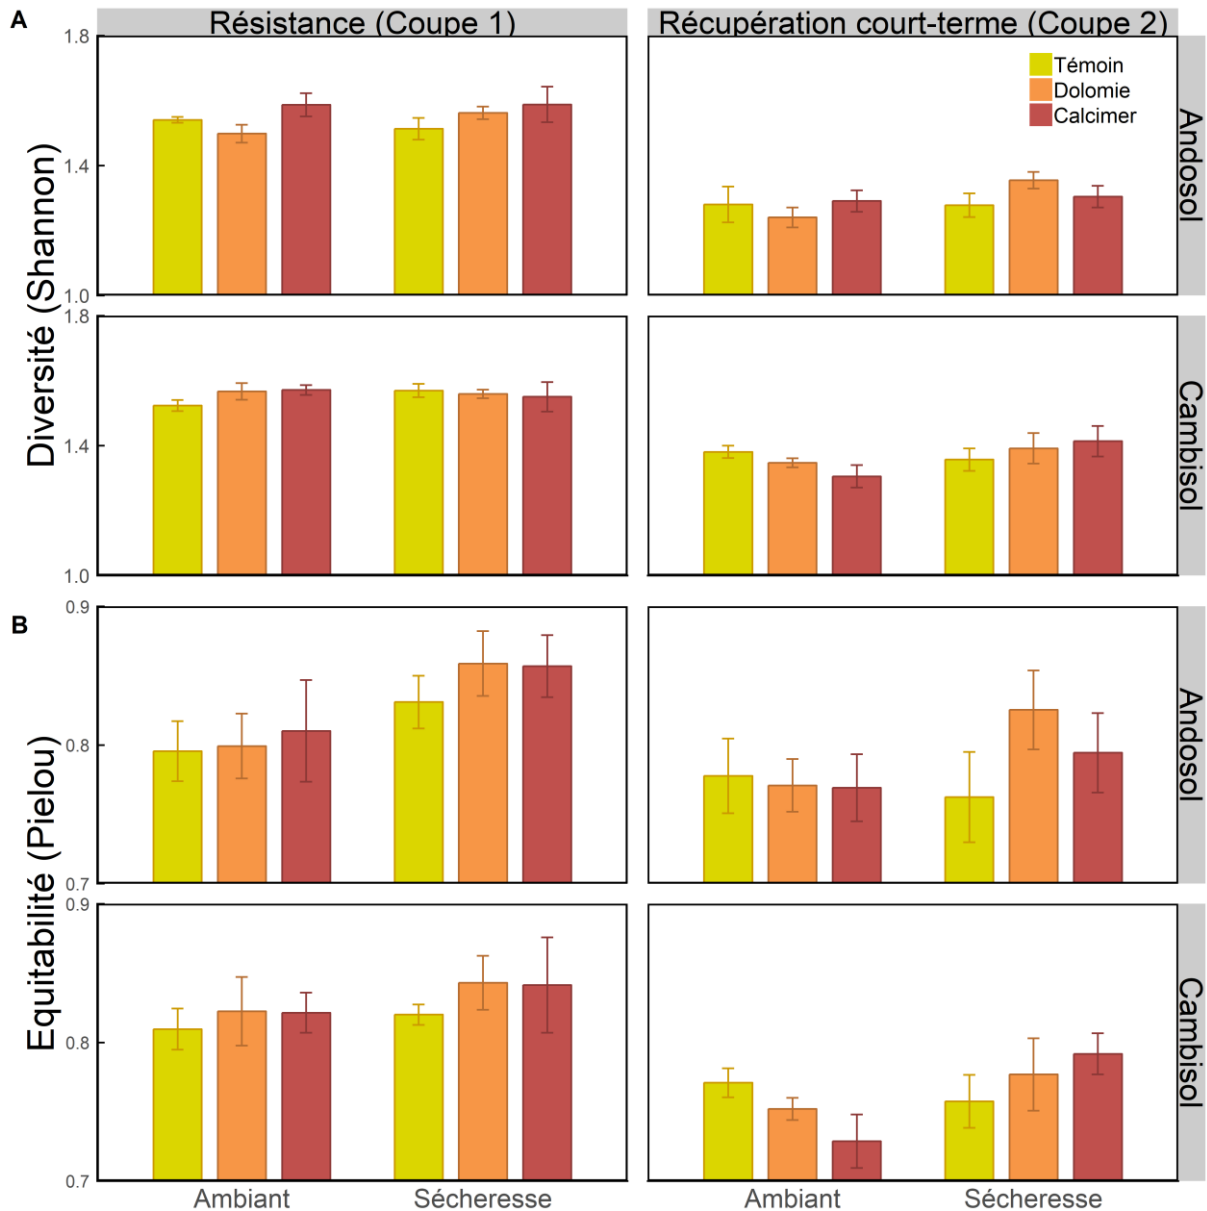 A
Résistance (Coupe 1)
Récupération court-terme (Coupe 2)
Diversité (Shannon)
1.8
1.4
1.0
Témoin
Dolomie
Calcimer
Andosol
1.8
1.4
1.0
Cambisol
B
Equitabilité (Pielou)
0.9
0.8
0.7
Andosol
0.9
0.8
0.7
Cambisol
Ambiant
Sécheresse
Ambiant
Sécheresse